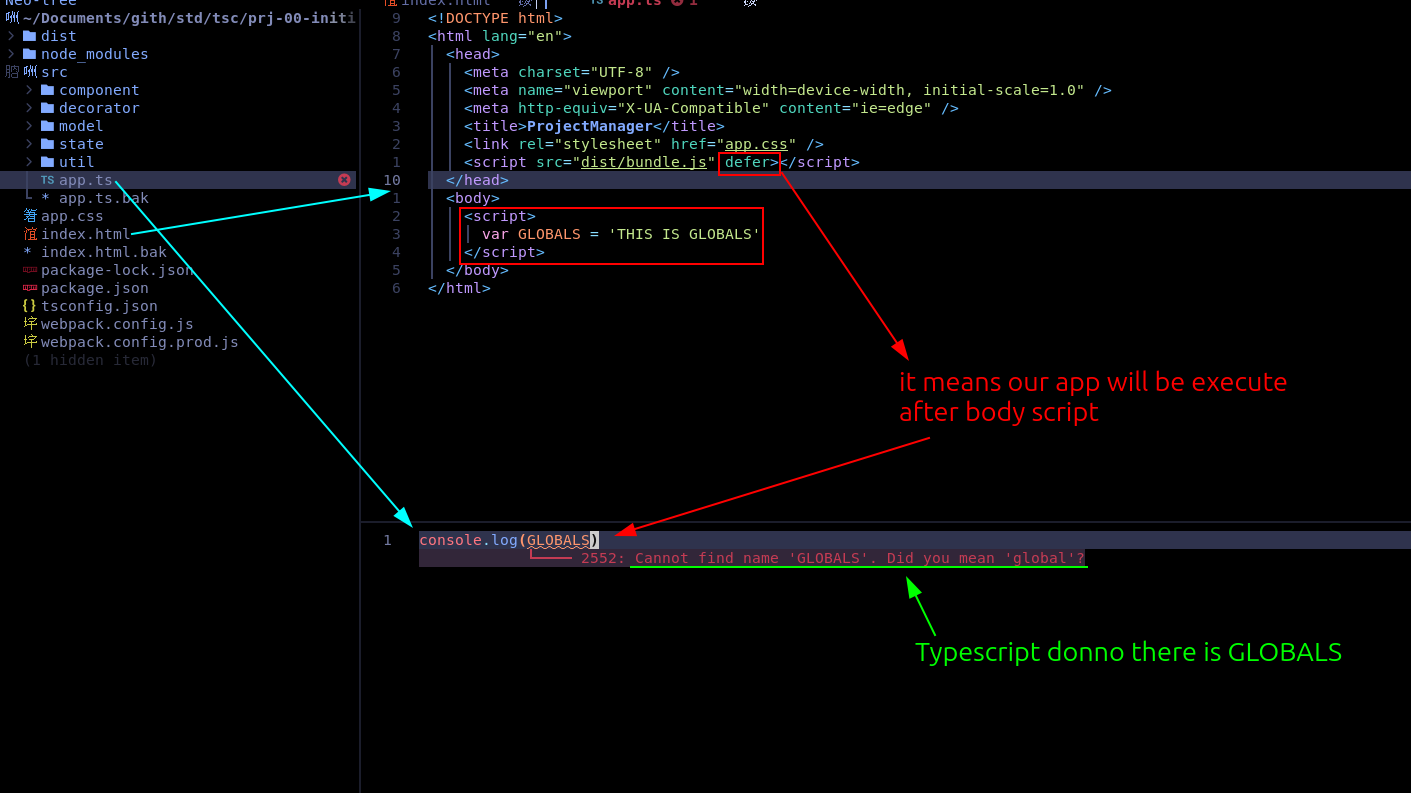 Neo-tree
~/Documents/gith/std/tsc/prj-00-initi
dist
node_modules
src
component
decorator
model
state
util
TS app.ts
* app.ts.bak
app.css
index.html
* index.html.bak
package-lock.json
package.json
{} tsconfig.json
webpack.config.js
webpack.config.prod.js
(1 hidden item)
index.html
TS app.ts 1
9 <!DOCTYPE html>
8 <html lang="en">
7 <head>
6 <meta charset="UTF-8" />
5 <meta name="viewport" content="width=device-width, initial-scale=1.0" />
4 <meta http-equiv="X-UA-Compatible" content="ie=edge" />
3 <title>ProjectManager</title>
2 <link rel="stylesheet" href="app.css" />
1 <script src="dist/bundle.js" defer></script>
10 </head>
1 <body>
2 <script>
3 var GLOBALS = 'THIS IS GLOBALS'
4 </script>
5 </body>
6 </html>
it means our app will be execute
after body script
1 console.log(GLOBALS)
2552: Cannot find name 'GLOBALS'. Did you mean 'global'?
Typescript donno there is GLOBALS